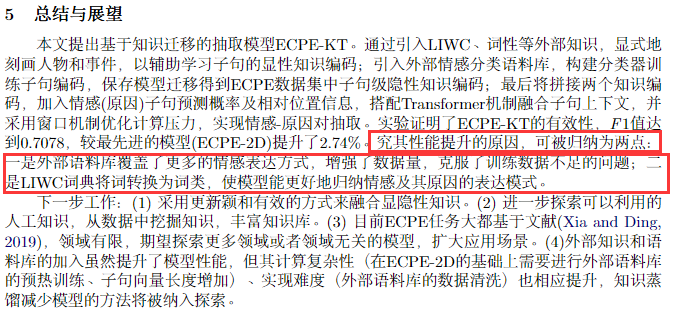 5 总结与展望
本文提出基于知识迁移的抽取模型ECPE-KT。通过引入LIWC、词性等外部知识，显式地
刻画人物和事件，以辅助学习子句的显性知识编码；引入外部情感分类语料库，构建分类器训
练子句编码，保存模型迁移得到ECPE数据集中子句级隐性知识编码；最后将拼接两个知识编
码，加入情感(原因)子句预测概率及相对位置信息，搭配Transformer机制融合子句上下文，并
采用窗口机制优化计算压力，实现情感-原因对抽取。实验证明了ECPE-KT的有效性，F1值达
到0.7078，较最先进的模型(ECPE-2D)提升了2.74%。究其性能提升的原因，可被归纳为两点：
一是外部语料库覆盖了更多的情感表达方式，增强了数据量，克服了训练数据不足的问题；二
是LIWC词典将词转换为词类，使模型能更好地归纳情感及其原因的表达模式。
下一步工作：(1) 采用更新颖和有效的方式来融合显隐性知识。(2) 进一步探索可以利用的
人工知识，从数据中挖掘知识，丰富知识库。(3) 目前ECPE任务大都基于文献(Xia and Ding,
2019)，领域有限，期望探索更多领域或者领域无关的模型，扩大应用场景。(4)外部知识和语
料库的加入虽然提升了模型性能，但其计算复杂性（在ECPE-2D的基础上需要进行外部语料库
的预热训练、子句向量长度增加）、实现难度（外部语料库的数据清洗）也相应提升，知识蒸
馏减少模型的方法将被纳入探索。